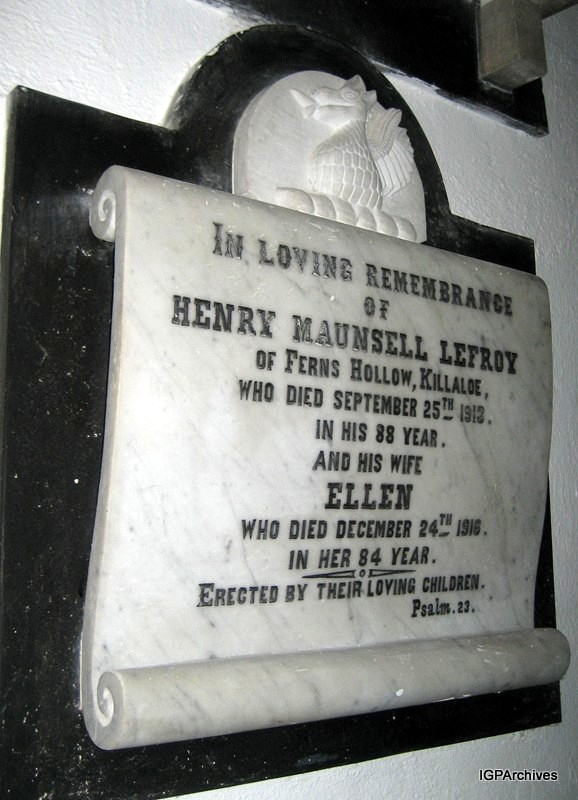 IN LOVING REMEMBRANCE
OF
HENRY MAUNSELL LEFROY
OF FERNS HOLLOW, KILLALOE,
WHO DIED SEPTEMBER 25TH
IN HIS 88 YEAR.
AND HIS WIFE
ELLEN
WHO DIED DECEMBER 24TH 1916.
IN HER 84 YEAR.
ERECTED BY THEIR LOVING CHILDREN.
Psalm. 23.
IGPArchives